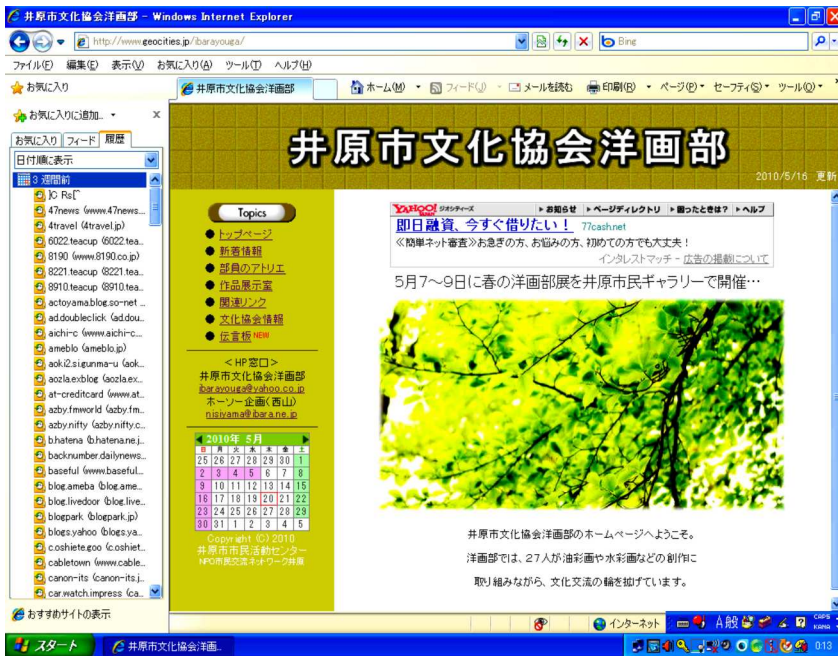 井原市文化協会洋画部 - Windows Internet Explorer
http://www.geocities.jp/ibarayouga/
Bing
ファイル(F) 編集(E) 表示(V) お気に入り(A) ツール(T) ヘルプ(H)
お気に入り
井原市文化協会洋画部
ホーム(M)
フィード(J)
メールを読む
印刷(R)
ページ(P)
セーフティ(S)
ツール(O)
お気に入りに追加...
X
お気に入り フィード 履歴
日付順に表示
3 週間前
47news (www.47news...
4travel (4travel.jp)
6022.teacup (6022.tea...
8190 (www.8190.co.jp)
8221.teacup (8221.tea...
8910.teacup (8910.teacup...
actoyama.blog.so-net ...
ad.doubleclick (ad.dou...
aichi-c (www.aichi-c...
ameblo (ameblo.jp)
aoki2.si.gunma-u (aok...
aozla.exblog (aozla.ex...
at-creditcard (www.at...
azby.fmworld (azby.fm...
azby.nifty (azby.nifty.c...
b.hatena (b.hatena.ne.j...
backnumber.dailynews...
baseful (www.baseful...
blog.ameba (blog.ame...
blog.livedoor (blog.live...
blogpark (blogpark.jp)
blogs.yahoo (blogs.ya...
c.oshiete.goo (c.oshiet...
cabletown (www.cable...
canon-its (canon-its.j...
car.watch.impress (ca...
おすすめサイトの表示
井原市文化協会洋画部
2010/5/16 更新
Topics
トップページ
新着情報
部員のアトリエ
作品展示室
関連リンク
文化協会情報
伝言板 NEW
＜HP窓口＞
井原市文化協会洋画部
ibarayouga@yahoo.co.jp
ホーソー企画(西山)
nisiyama@ibara.ne.jp
2010年 5月
日 月 火 水 木 金 土
25 26 27 28 29 30 1
2 3 4 5 6 7 8
9 10 11 12 13 14 15
16 17 18 19 20 21 22
23 24 25 26 27 28 29
30 31 1 2 3 4 5
Copyright (C) 2010
井原市市民活動センター
NPO市民交流ネットワーク井原
YAHOO! ジオシティーズ
お知らせ ページディレクトリ 困ったときは? ヘルプ
即日融資、今すぐ借りたい！ 77cash.net
≪簡単ネット審査≫お急ぎの方、お悩みの方、初めての方でも大丈夫！
インタレストマッチ - 広告の掲載について
5月7～9日に春の洋画部展を井原市民ギャラリーで開催…
井原市文化協会洋画部のホームページへようこそ。
洋画部では、27人が油彩画や水彩画などの創作に
取り組みながら、文化交流の輪を拡げています。
インターネット
A 般
CAPS
KANA
スタート
井原市文化協会洋画...
0:13